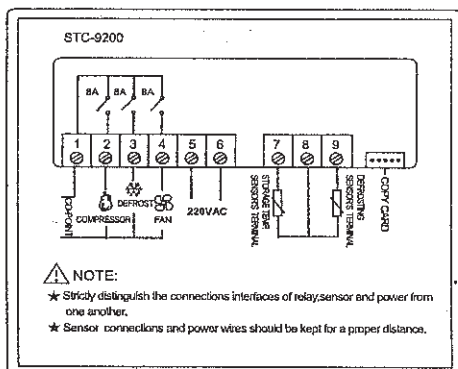 STC-9200
8A 8A 8A
1 2 3 4 5 6 7 8 9
COPOINT
COMPRESSOR
DEFROST
FAN
220VAC
STORAGE TEMP
SENSORS TERMINAL
DEFROSTING
SENSORS TERMINAL
COPY CARD
NOTE:
★ Strictly distinguish the connections interfaces of relay,sensor and power from
one another.
★ Sensor connections and power wires should be kept for a proper distance.